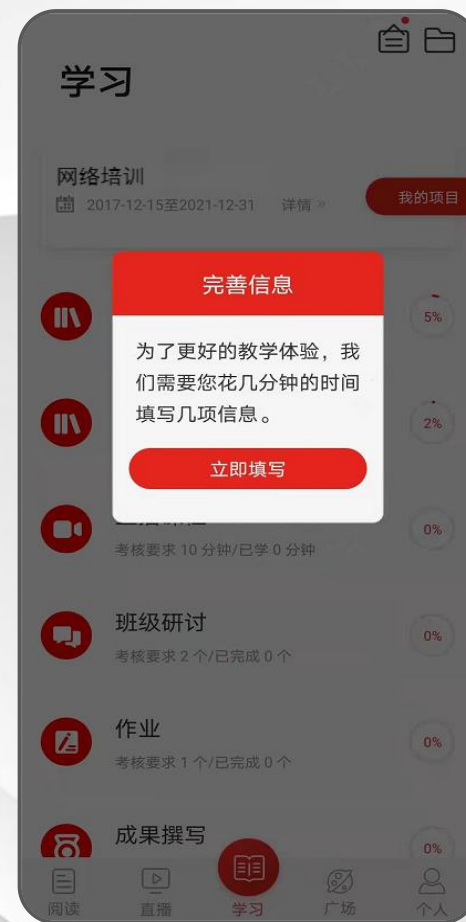 学习
网络培训
2017-12-15至2021-12-31 详情 »
我的项目
完善信息
5%
为了更好的教学体验，我
们需要您花几分钟的时间
填写几项信息。
2%
立即填写
0%
考核要求 10 分钟/已学 0 分钟
班级研讨
考核要求 2 个/已完成 0 个
0%
作业
考核要求 1 个/已完成 0 个
0%
成果撰写
0%
阅读 直播 学习 广场 个人